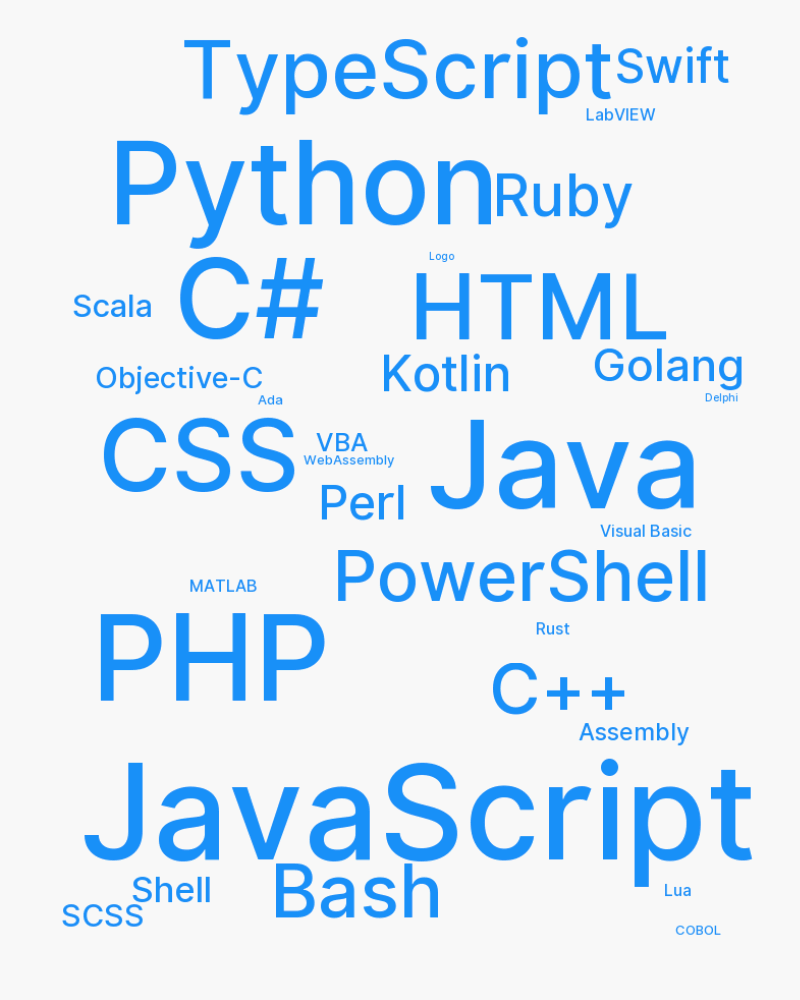 TypeScript Swift
LabVIEW
Python Ruby
Logo
Scala C# HTML
Objective-C Kotlin Golang
Ada Delphi
CSS VBA Java
WebAssembly
Perl
Visual Basic
MATLAB PowerShell
Rust
PHP C++
Assembly
JavaScript
Shell Bash Lua
SCSS
COBOL